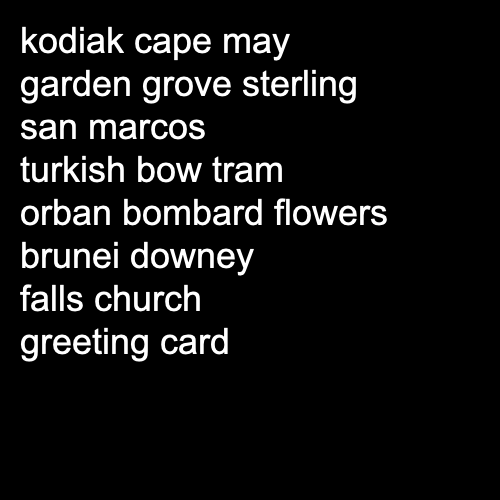 kodiak cape may
garden grove sterling
san marcos
turkish bow tram
orban bombard flowers
brunei downey
falls church
greeting card